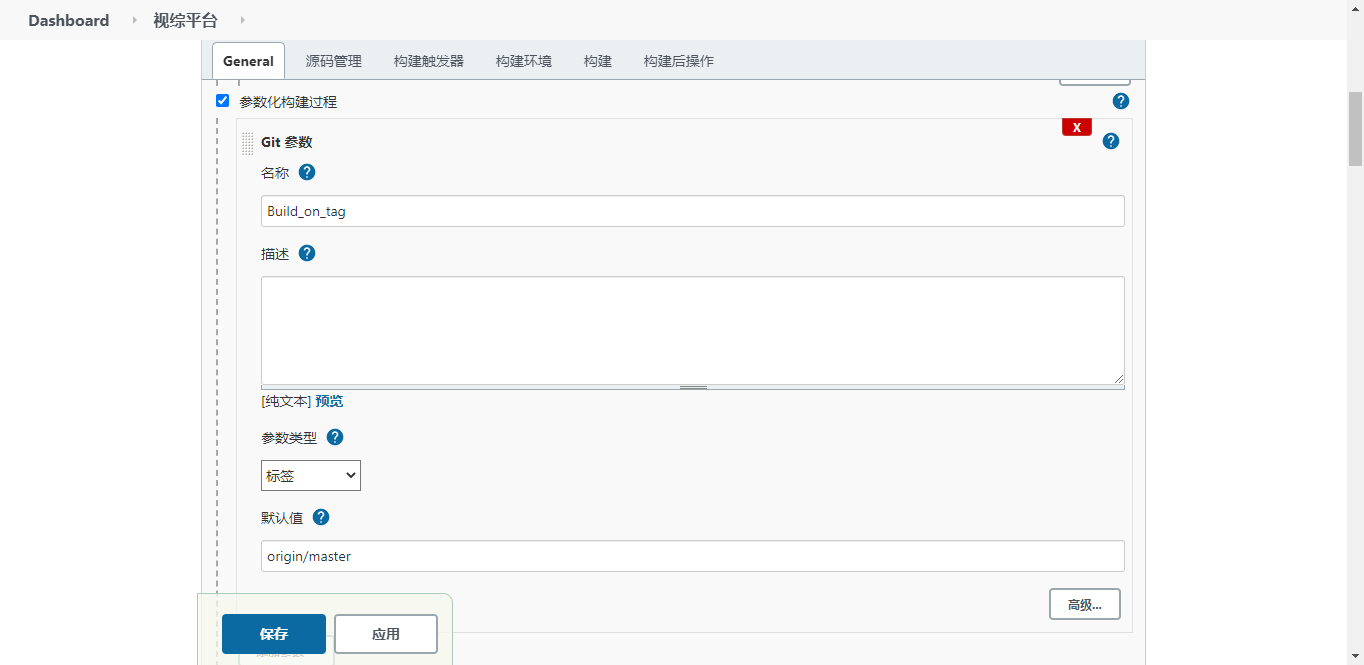 Dashboard 视综平台
General 源码管理 构建触发器 构建环境 构建 构建后操作
参数化构建过程 ?
X
Git 参数 ?
名称 ?
Build_on_tag
描述 ?
[纯文本] 预览
参数类型 ?
标签
默认值 ?
origin/master
高级...
保存 应用